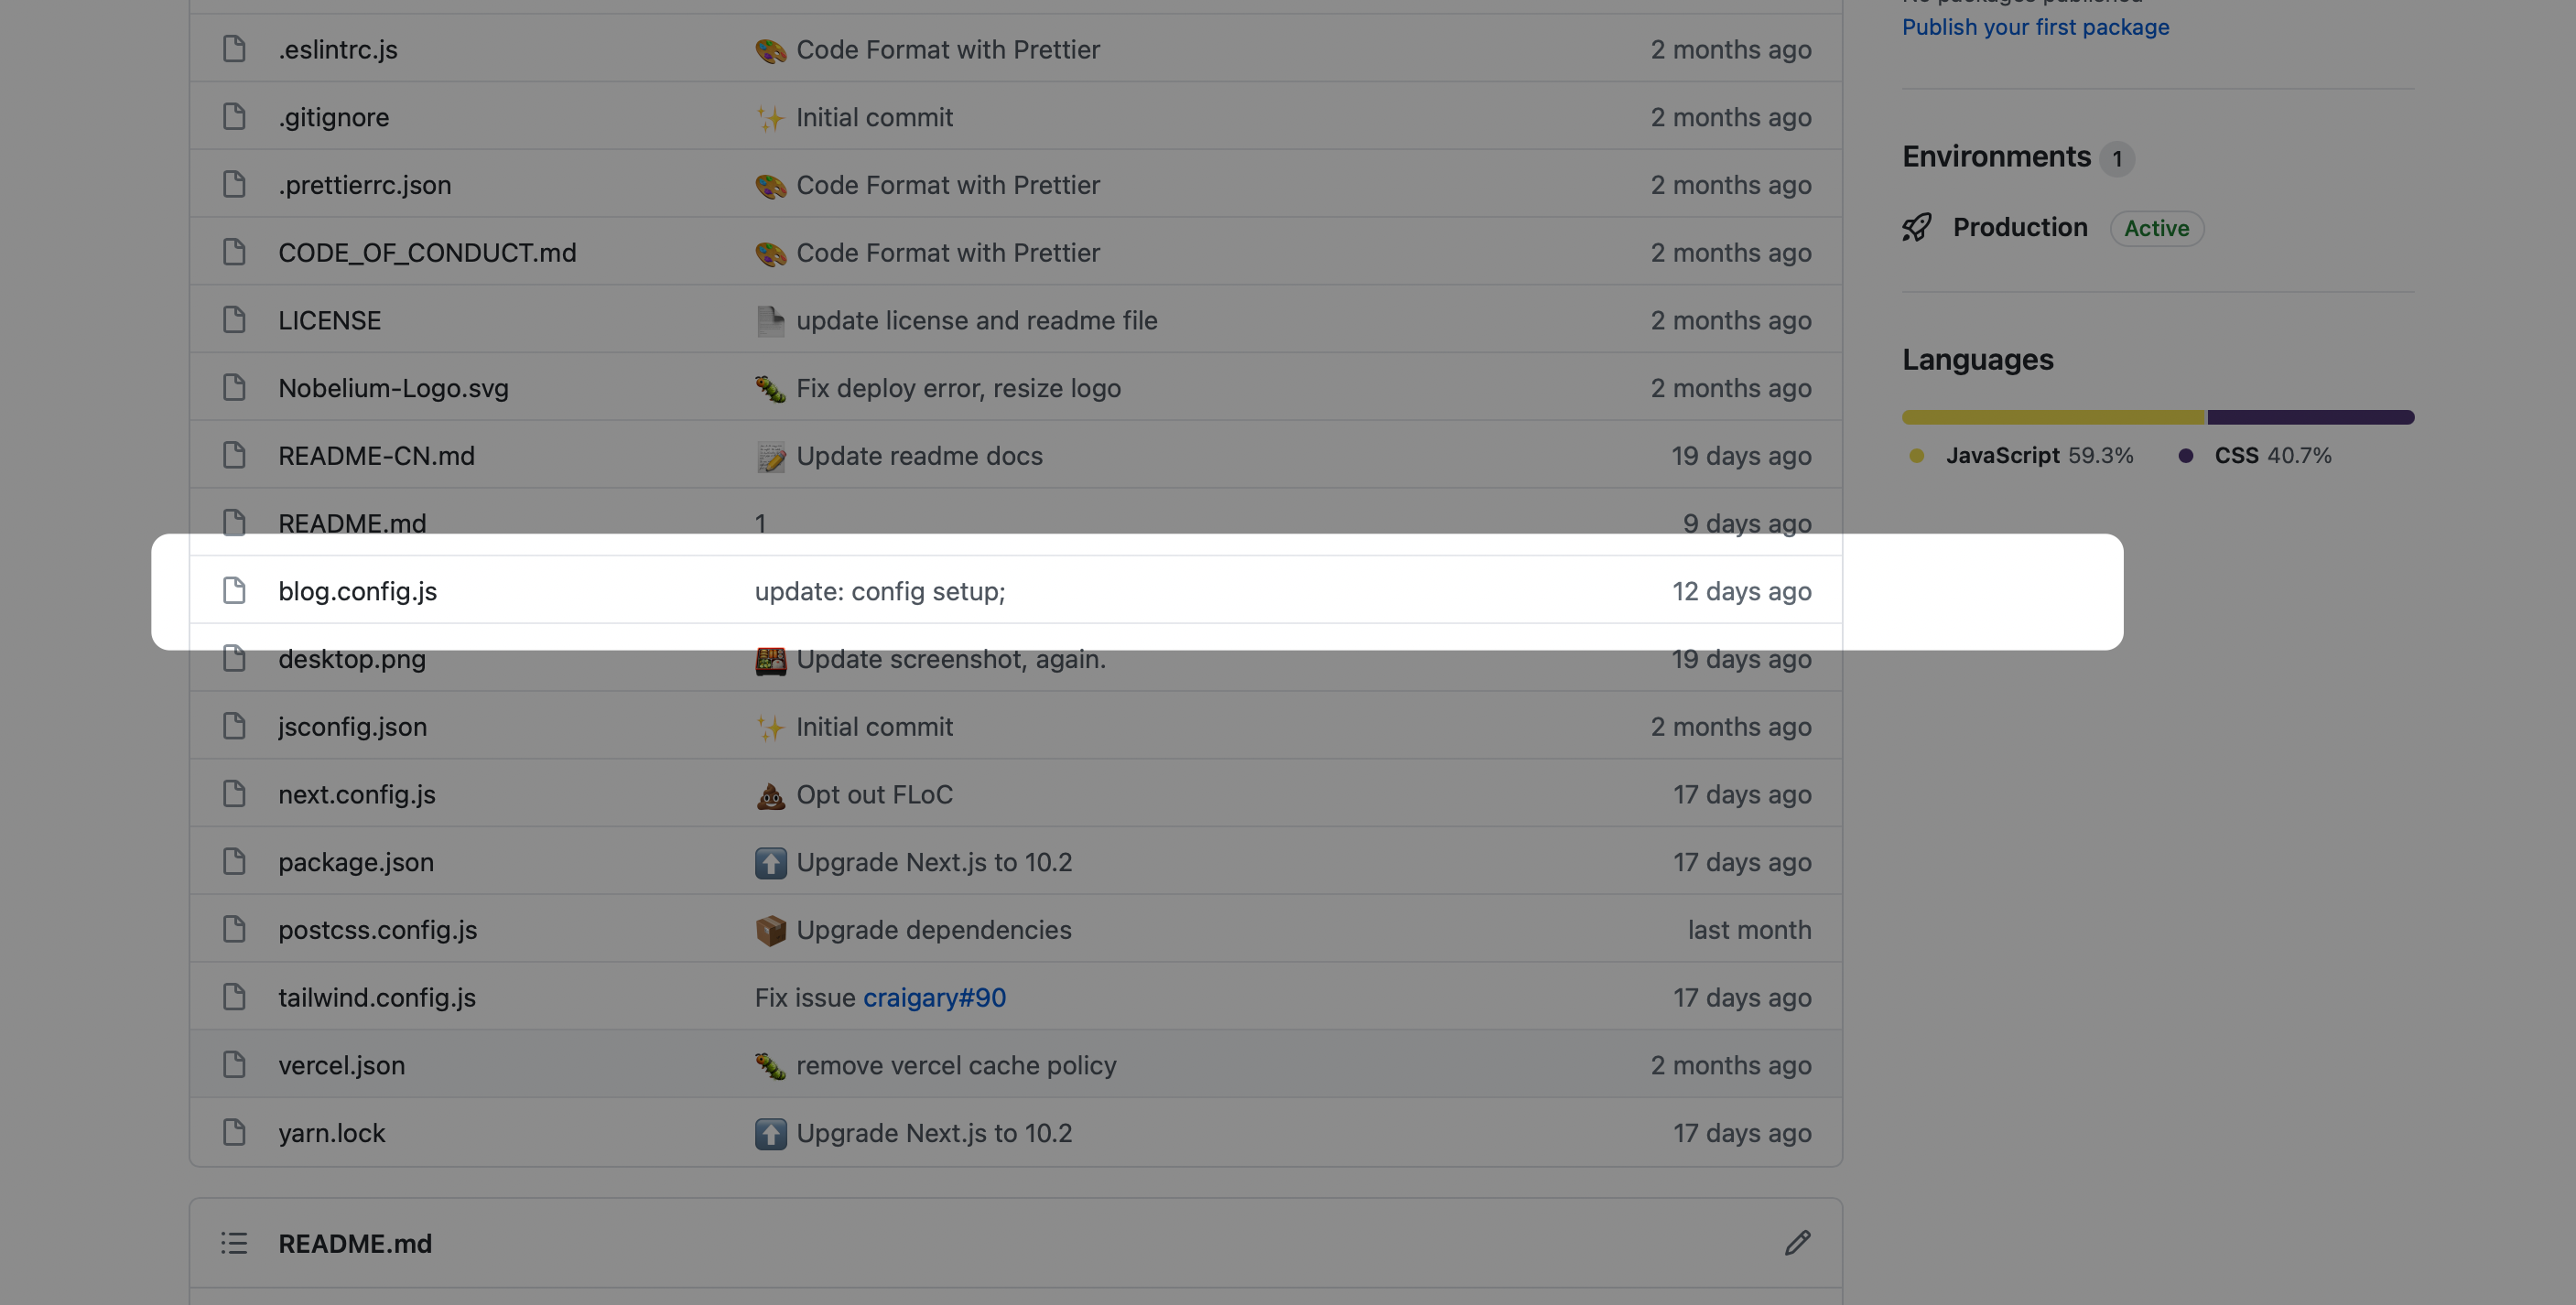 No packages published
Publish your first package
.eslintrc.js 🎨 Code Format with Prettier 2 months ago
.gitignore ✨ Initial commit 2 months ago
.prettierrc.json 🎨 Code Format with Prettier 2 months ago
CODE_OF_CONDUCT.md 🎨 Code Format with Prettier 2 months ago
LICENSE 📄 update license and readme file 2 months ago
Nobelium-Logo.svg 🐛 Fix deploy error, resize logo 2 months ago
README-CN.md 📝 Update readme docs 19 days ago
README.md 1 9 days ago
blog.config.js update: config setup; 12 days ago
desktop.png 🍱 Update screenshot, again. 19 days ago
jsconfig.json ✨ Initial commit 2 months ago
next.config.js 💩 Opt out FLoC 17 days ago
package.json ⬆️ Upgrade Next.js to 10.2 17 days ago
postcss.config.js 📦 Upgrade dependencies last month
tailwind.config.js Fix issue craigary#90 17 days ago
vercel.json 🐛 remove vercel cache policy 2 months ago
yarn.lock ⬆️ Upgrade Next.js to 10.2 17 days ago
README.md
Environments 1
Production Active
Languages
JavaScript 59.3% CSS 40.7%